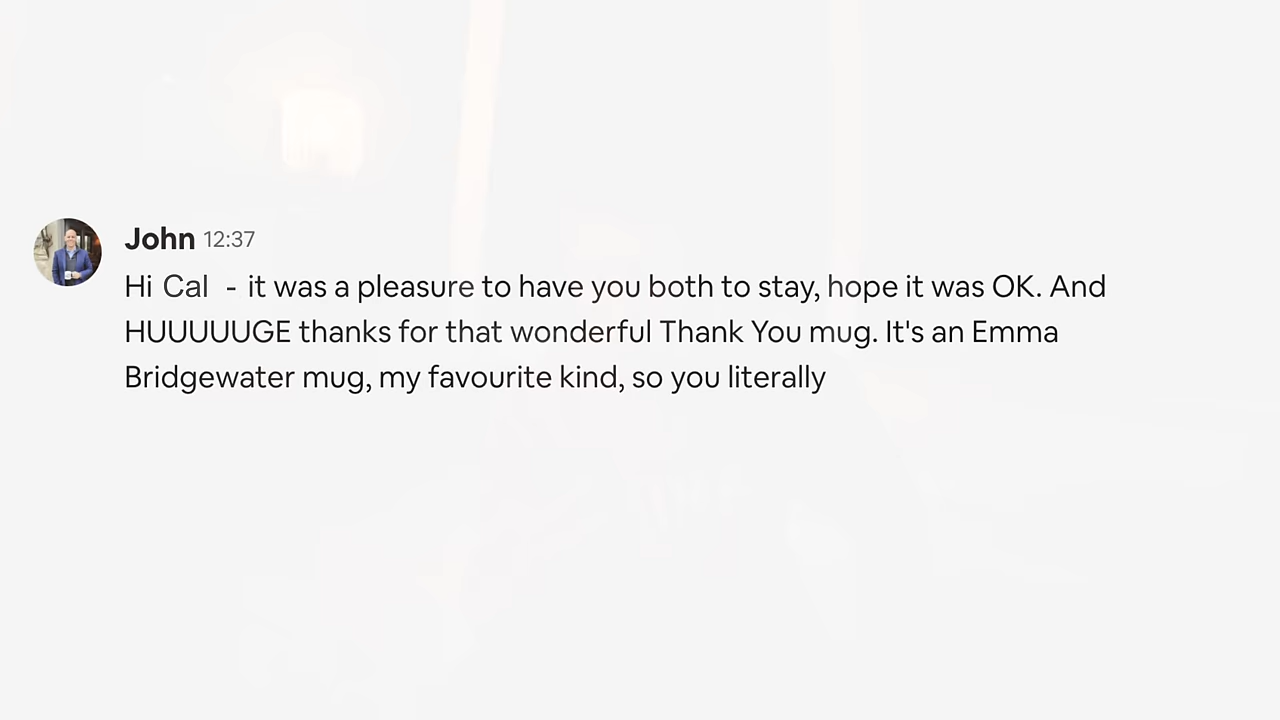 John 12:37
Hi Cal - it was a pleasure to have you both to stay, hope it was OK. And
HUUUUUGE thanks for that wonderful Thank You mug. It's an Emma
Bridgewater mug, my favourite kind, so you literally